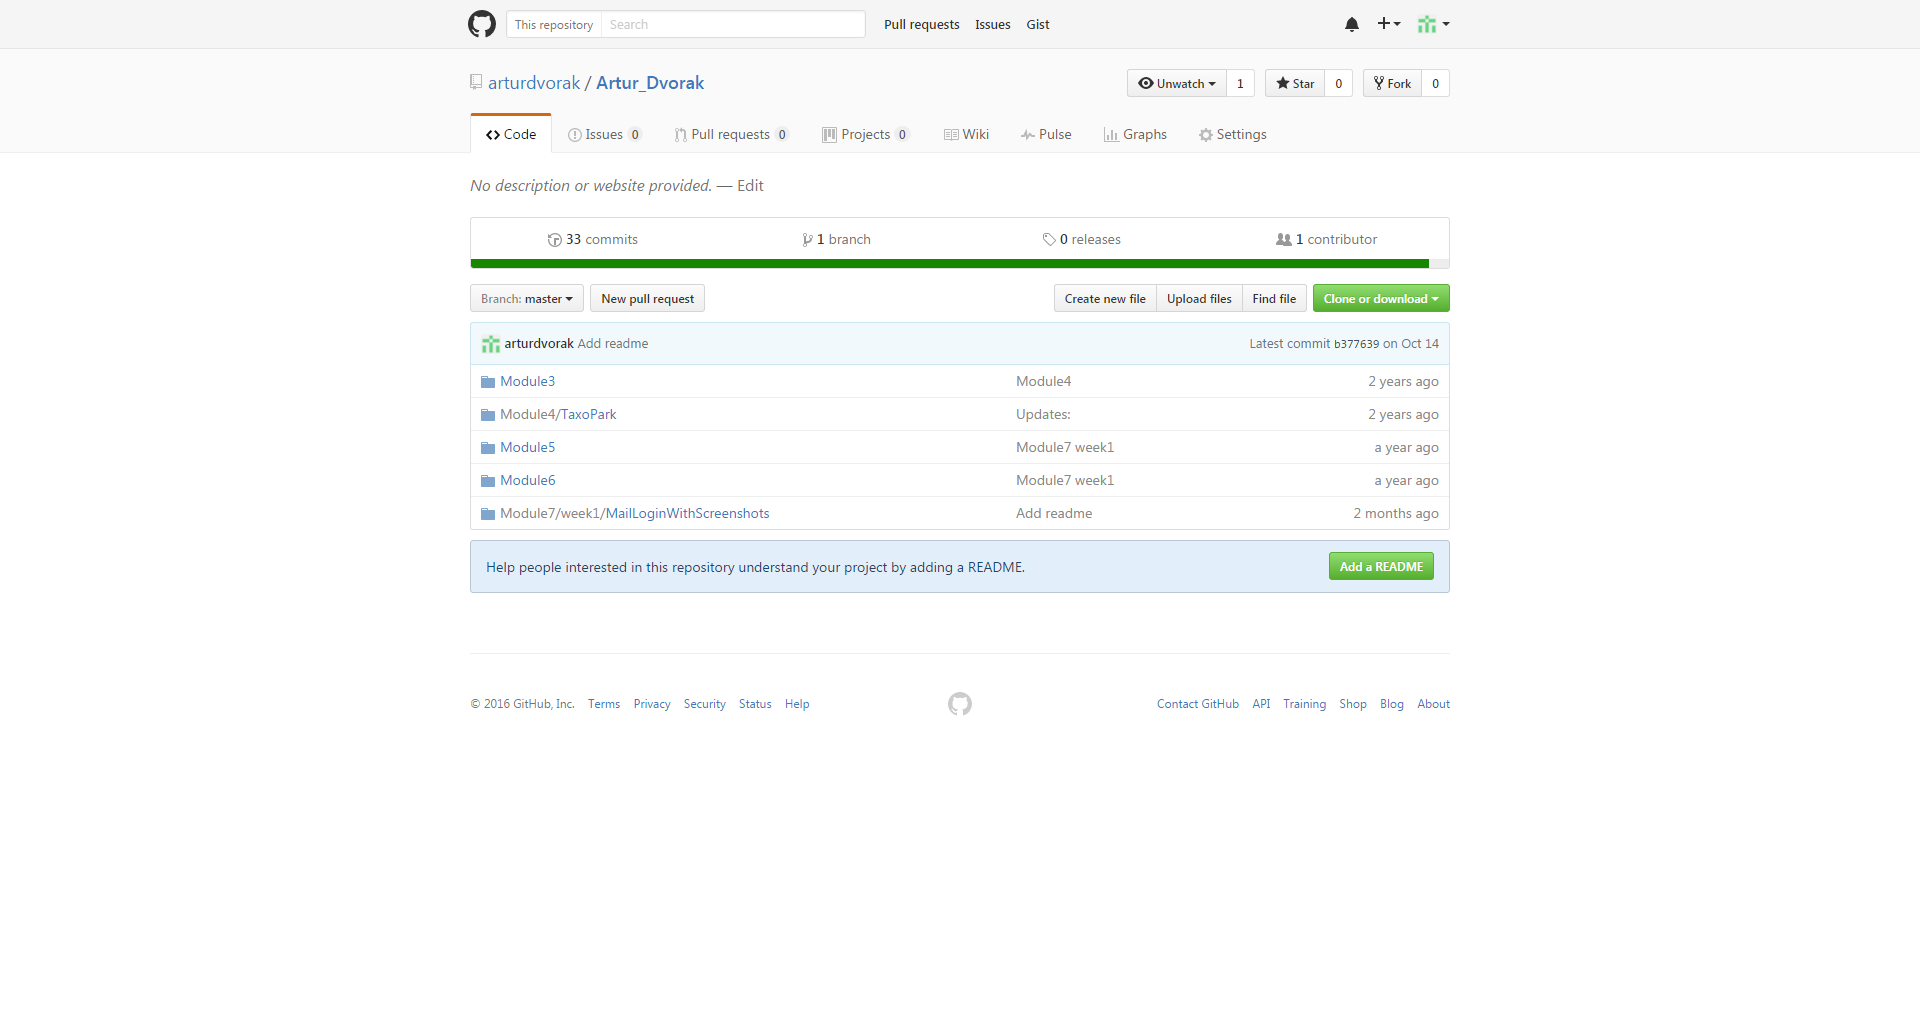 This repository Search Pull requests Issues Gist
arturdvorak / Artur_Dvorak Unwatch 1 Star 0 Fork 0
Code Issues 0 Pull requests 0 Projects 0 Wiki Pulse Graphs Settings
No description or website provided. — Edit
33 commits 1 branch 0 releases 1 contributor
Branch: master New pull request Create new file Upload files Find file Clone or download
arturdvorak Add readme Latest commit b377639 on Oct 14
Module3 Module4 2 years ago
Module4/TaxoPark Updates: 2 years ago
Module5 Module7 week1 a year ago
Module6 Module7 week1 a year ago
Module7/week1/MailLoginWithScreenshots Add readme 2 months ago
Help people interested in this repository understand your project by adding a README. Add a README
© 2016 GitHub, Inc. Terms Privacy Security Status Help Contact GitHub API Training Shop Blog About